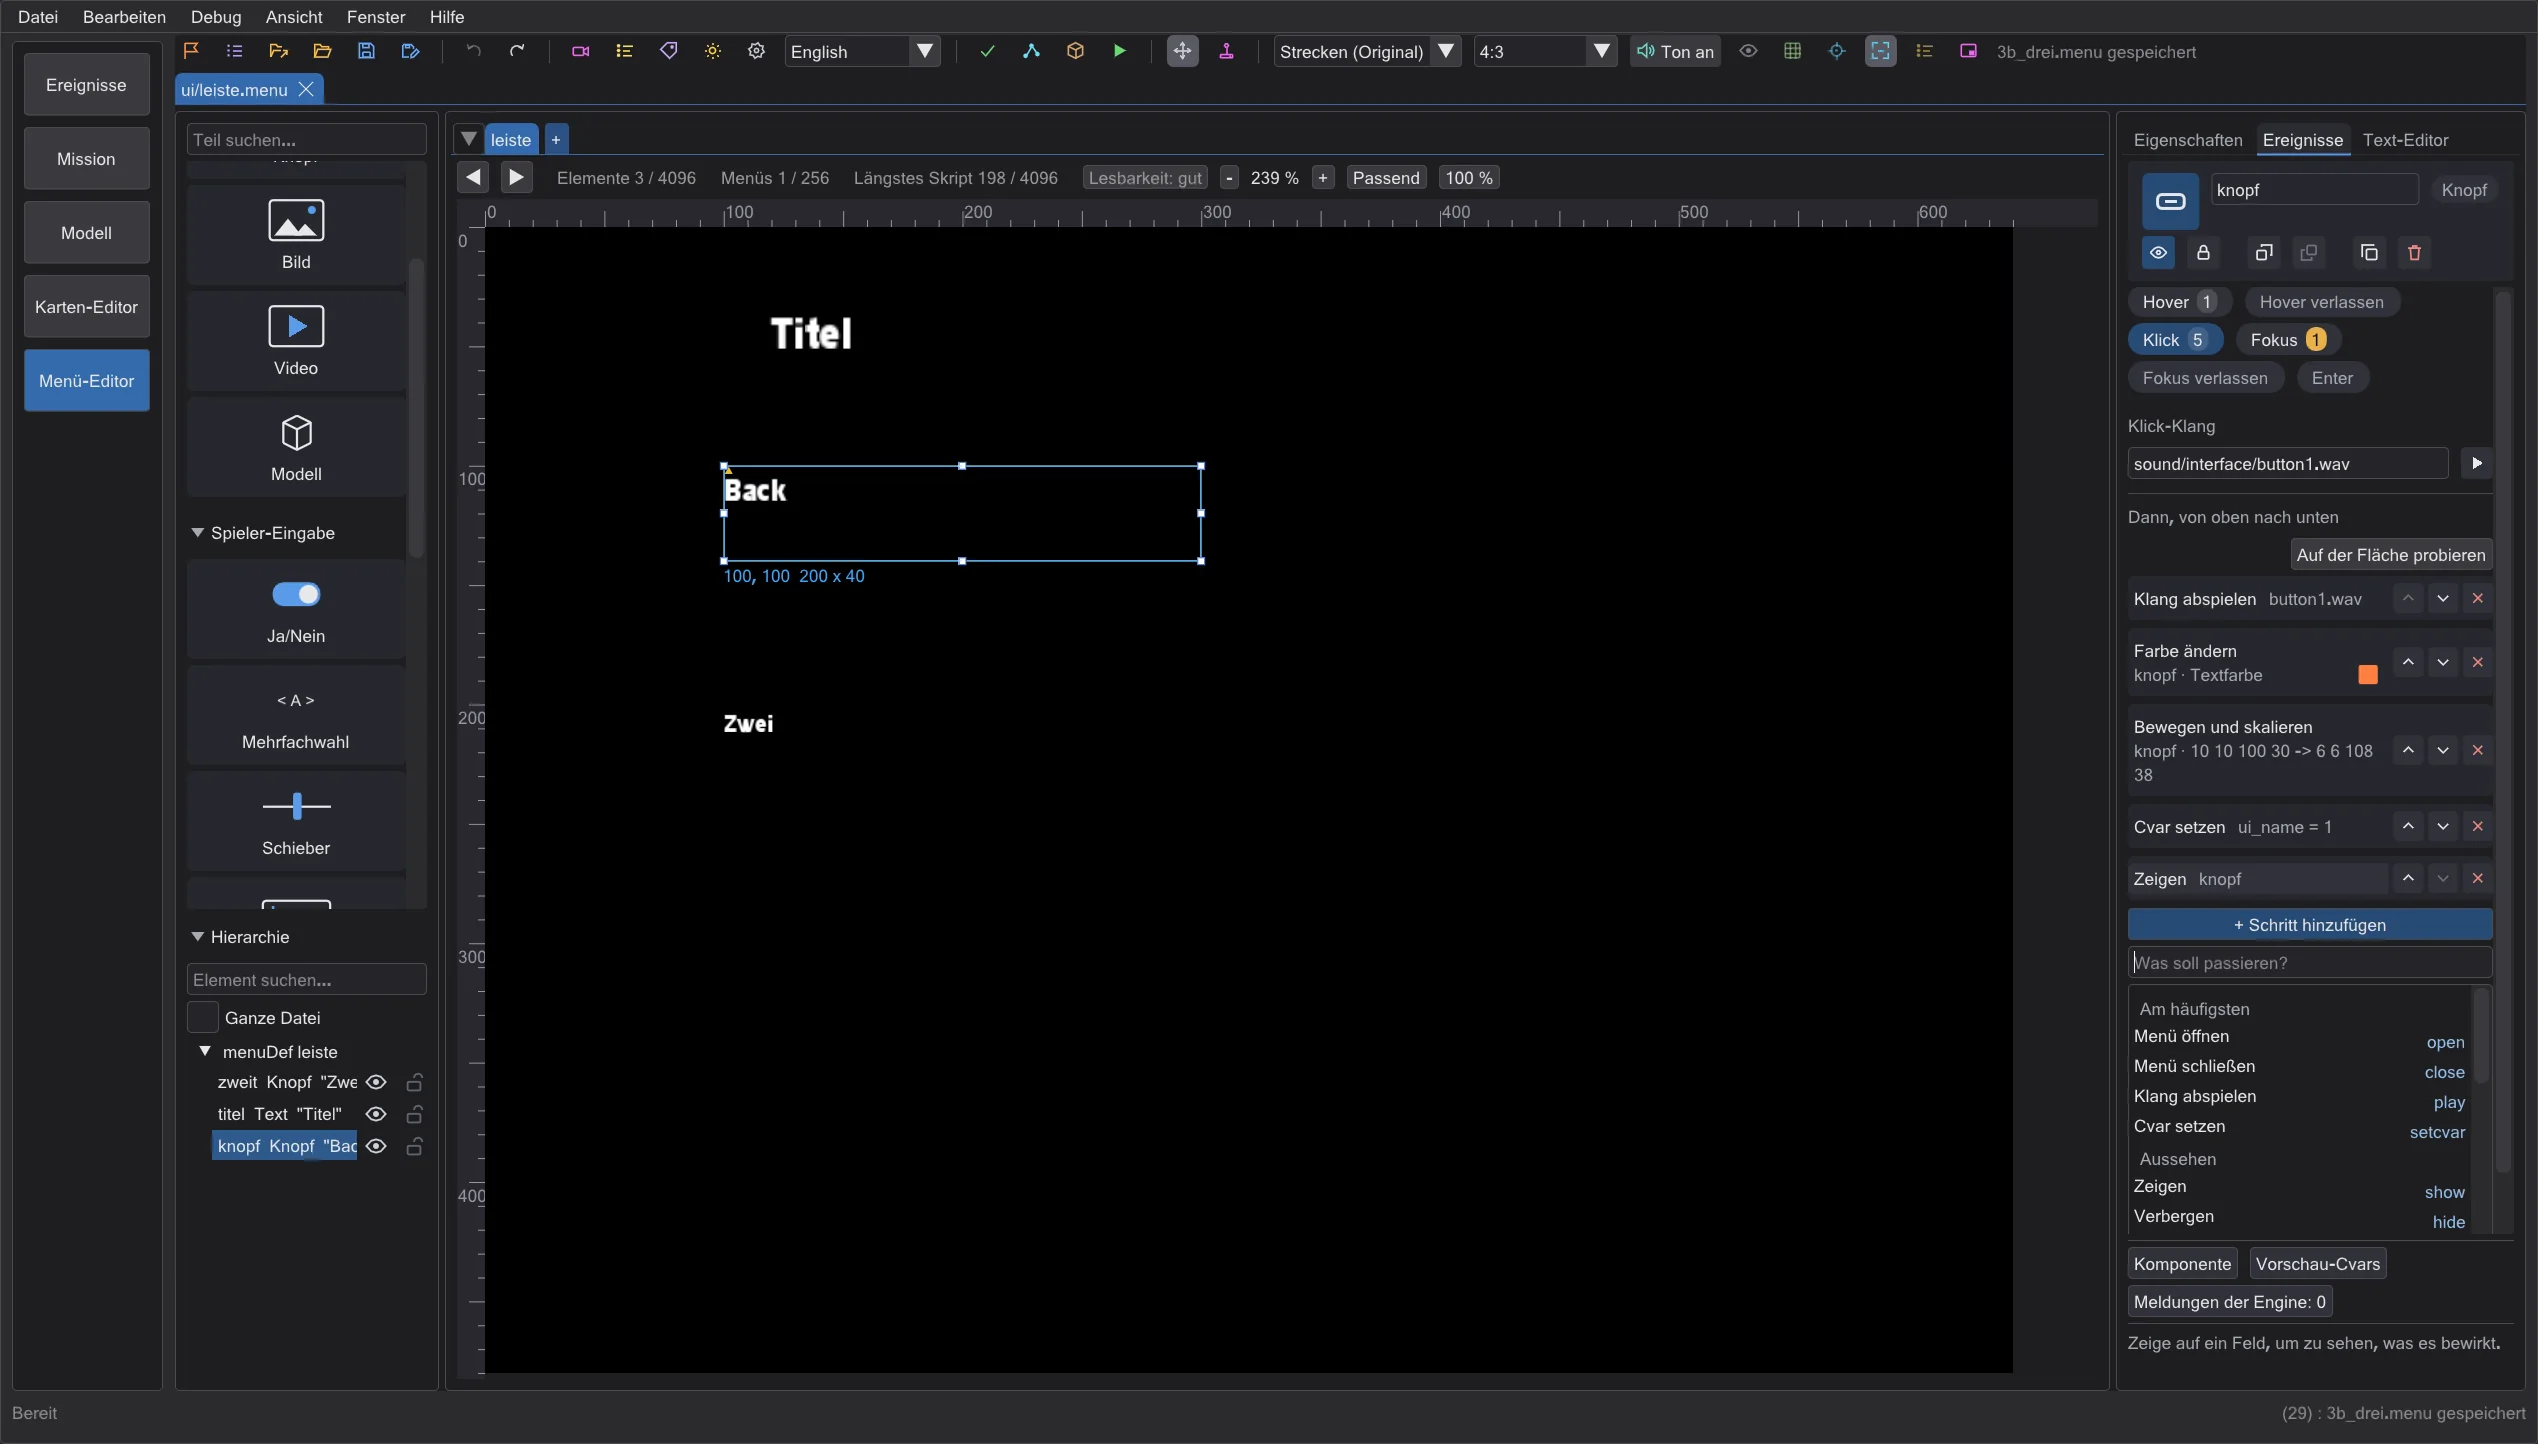 Datei Bearbeiten Debug Ansicht Fenster Hilfe
English
Strecken (Original)
4:3
Ton an
3b_drei.menu gespeichert
Ereignisse
Mission
Modell
Karten-Editor
Menü-Editor
ui/leiste.menu
Teil suchen...
Bild
Video
Modell
Spieler-Eingabe
Ja/Nein
< A >
Mehrfachwahl
Schieber
Hierarchie
Element suchen...
Ganze Datei
menuDef leiste
zweit Knopf "Zwe
titel Text "Titel"
knopf Knopf "Bac
leiste +
Elemente 3 / 4096 Menüs 1 / 256 Längstes Skript 198 / 4096 Lesbarkeit: gut - 239 % + Passend 100 %
0 100 200 300 400 500 600
0
100
200
300
400
Titel
Back
100, 100 200 x 40
Zwei
Eigenschaften Ereignisse Text-Editor
knopf Knopf
Hover 1 Hover verlassen
Klick 5 Fokus 1
Fokus verlassen Enter
Klick-Klang
sound/interface/button1.wav
Dann, von oben nach unten
Auf der Fläche probieren
Klang abspielen button1.wav
Farbe ändern
knopf · Textfarbe
Bewegen und skalieren
knopf · 10 10 100 30 -> 6 6 108
38
Cvar setzen ui_name = 1
Zeigen knopf
+ Schritt hinzufügen
Was soll passieren?
Am häufigsten
Menü öffnen open
Menü schließen close
Klang abspielen play
Cvar setzen setcvar
Aussehen
Zeigen show
Verbergen hide
Komponente Vorschau-Cvars
Meldungen der Engine: 0
Zeige auf ein Feld, um zu sehen, was es bewirkt.
Bereit
(29) : 3b_drei.menu gespeichert